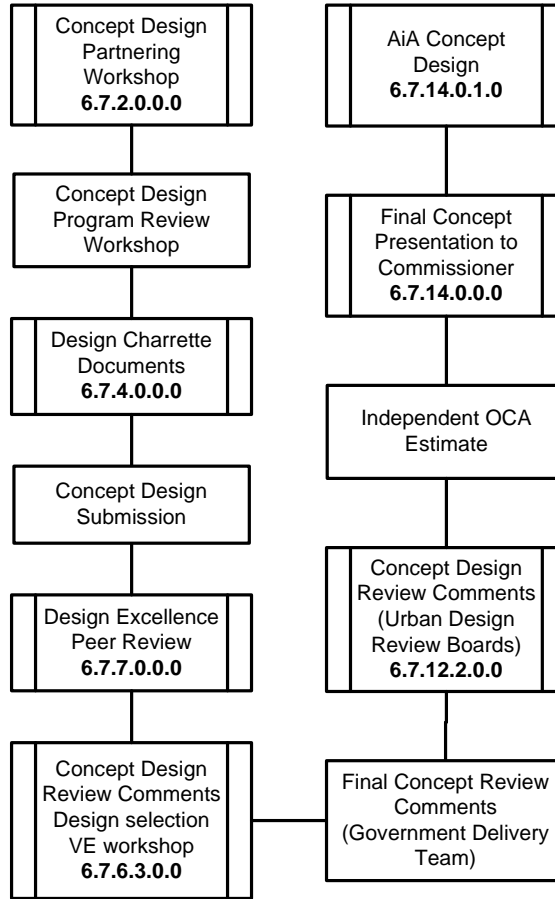 Concept Design
Partnering
Workshop
6.7.2.0.0.0
Concept Design
Program Review
Workshop
Design Charrette
Documents
6.7.4.0.0.0
Concept Design
Submission
Design Excellence
Peer Review
6.7.7.0.0.0
Concept Design
Review Comments
Design selection
VE workshop
6.7.6.3.0.0
AiA Concept
Design
6.7.14.0.1.0
Final Concept
Presentation to
Commissioner
6.7.14.0.0.0
Independent OCA
Estimate
Concept Design
Review Comments
(Urban Design
Review Boards)
6.7.12.2.0.0
Final Concept Review
Comments
(Government Delivery
Team)